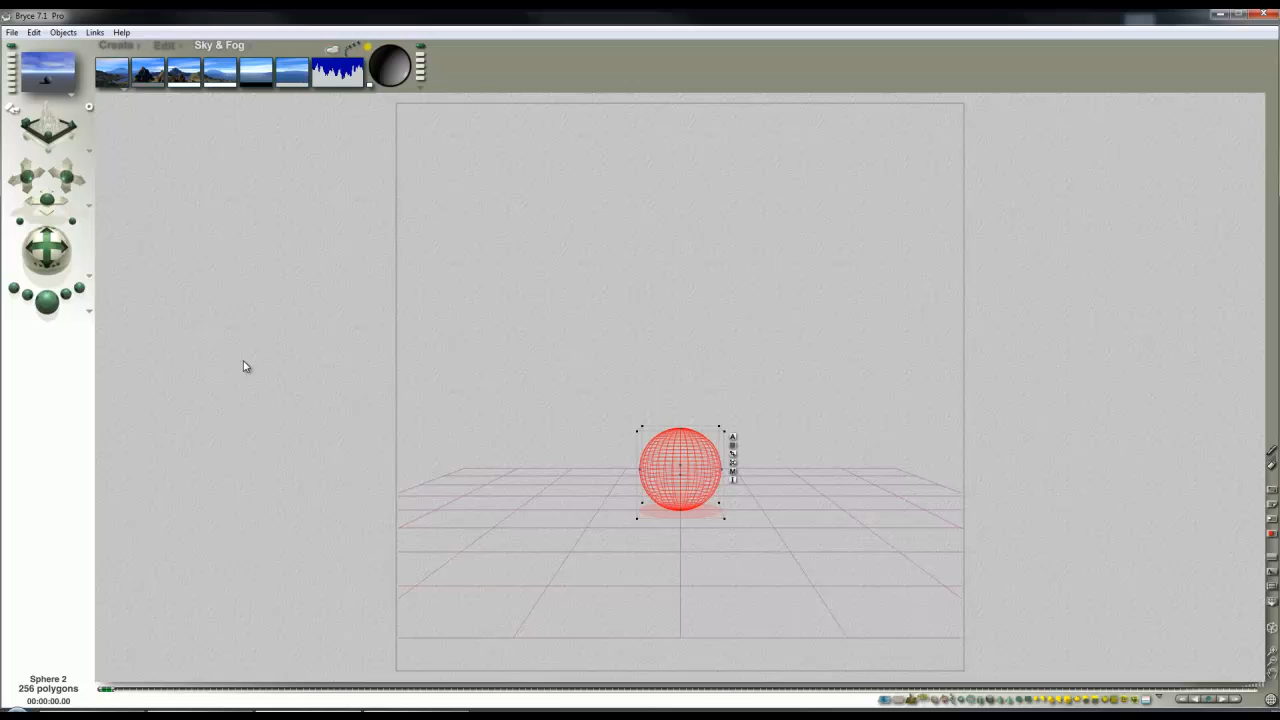 Bryce 7.1 Pro
File Edit Objects Links Help
Create Edit Sky & Fog
A
M
Sphere 2
256 polygons
00:00:00.00